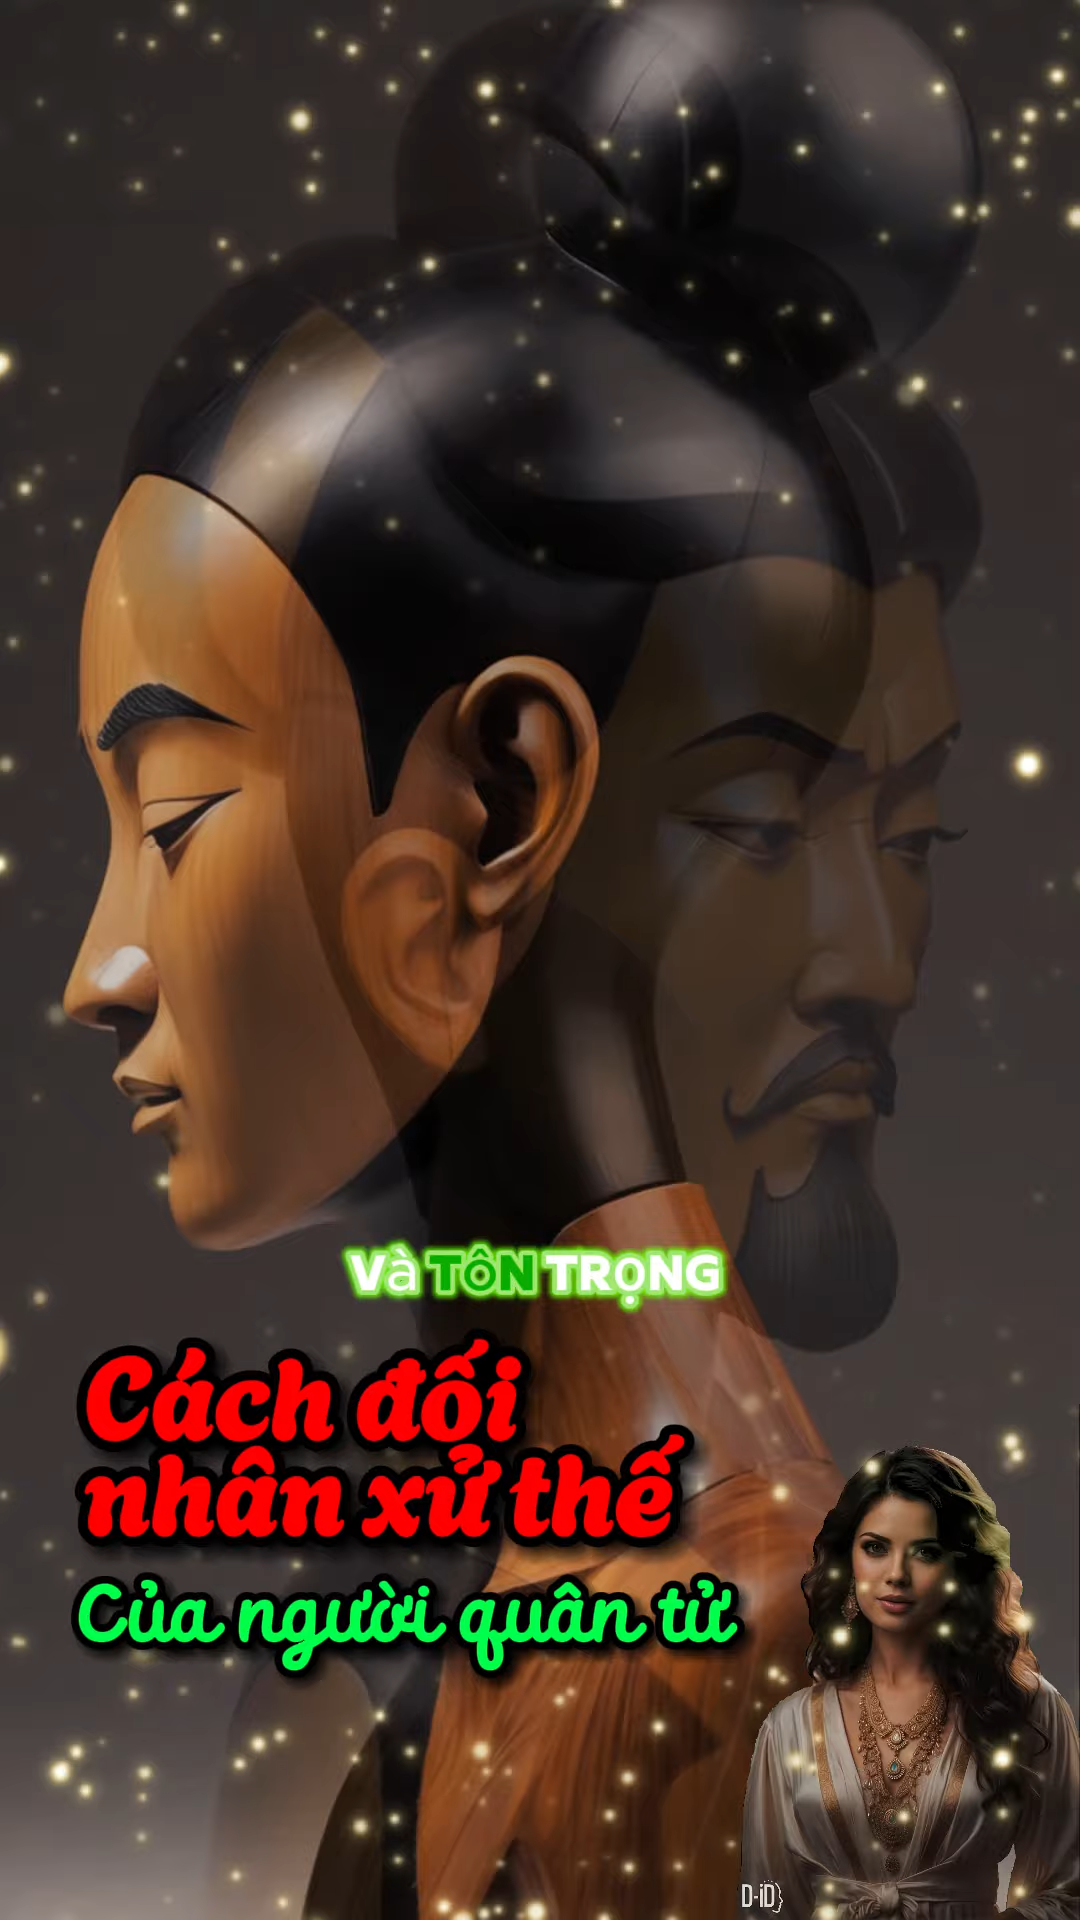 Và TÔN TRỌNG
Cách đối
nhân xử thế
Của người quân tử
D-iD